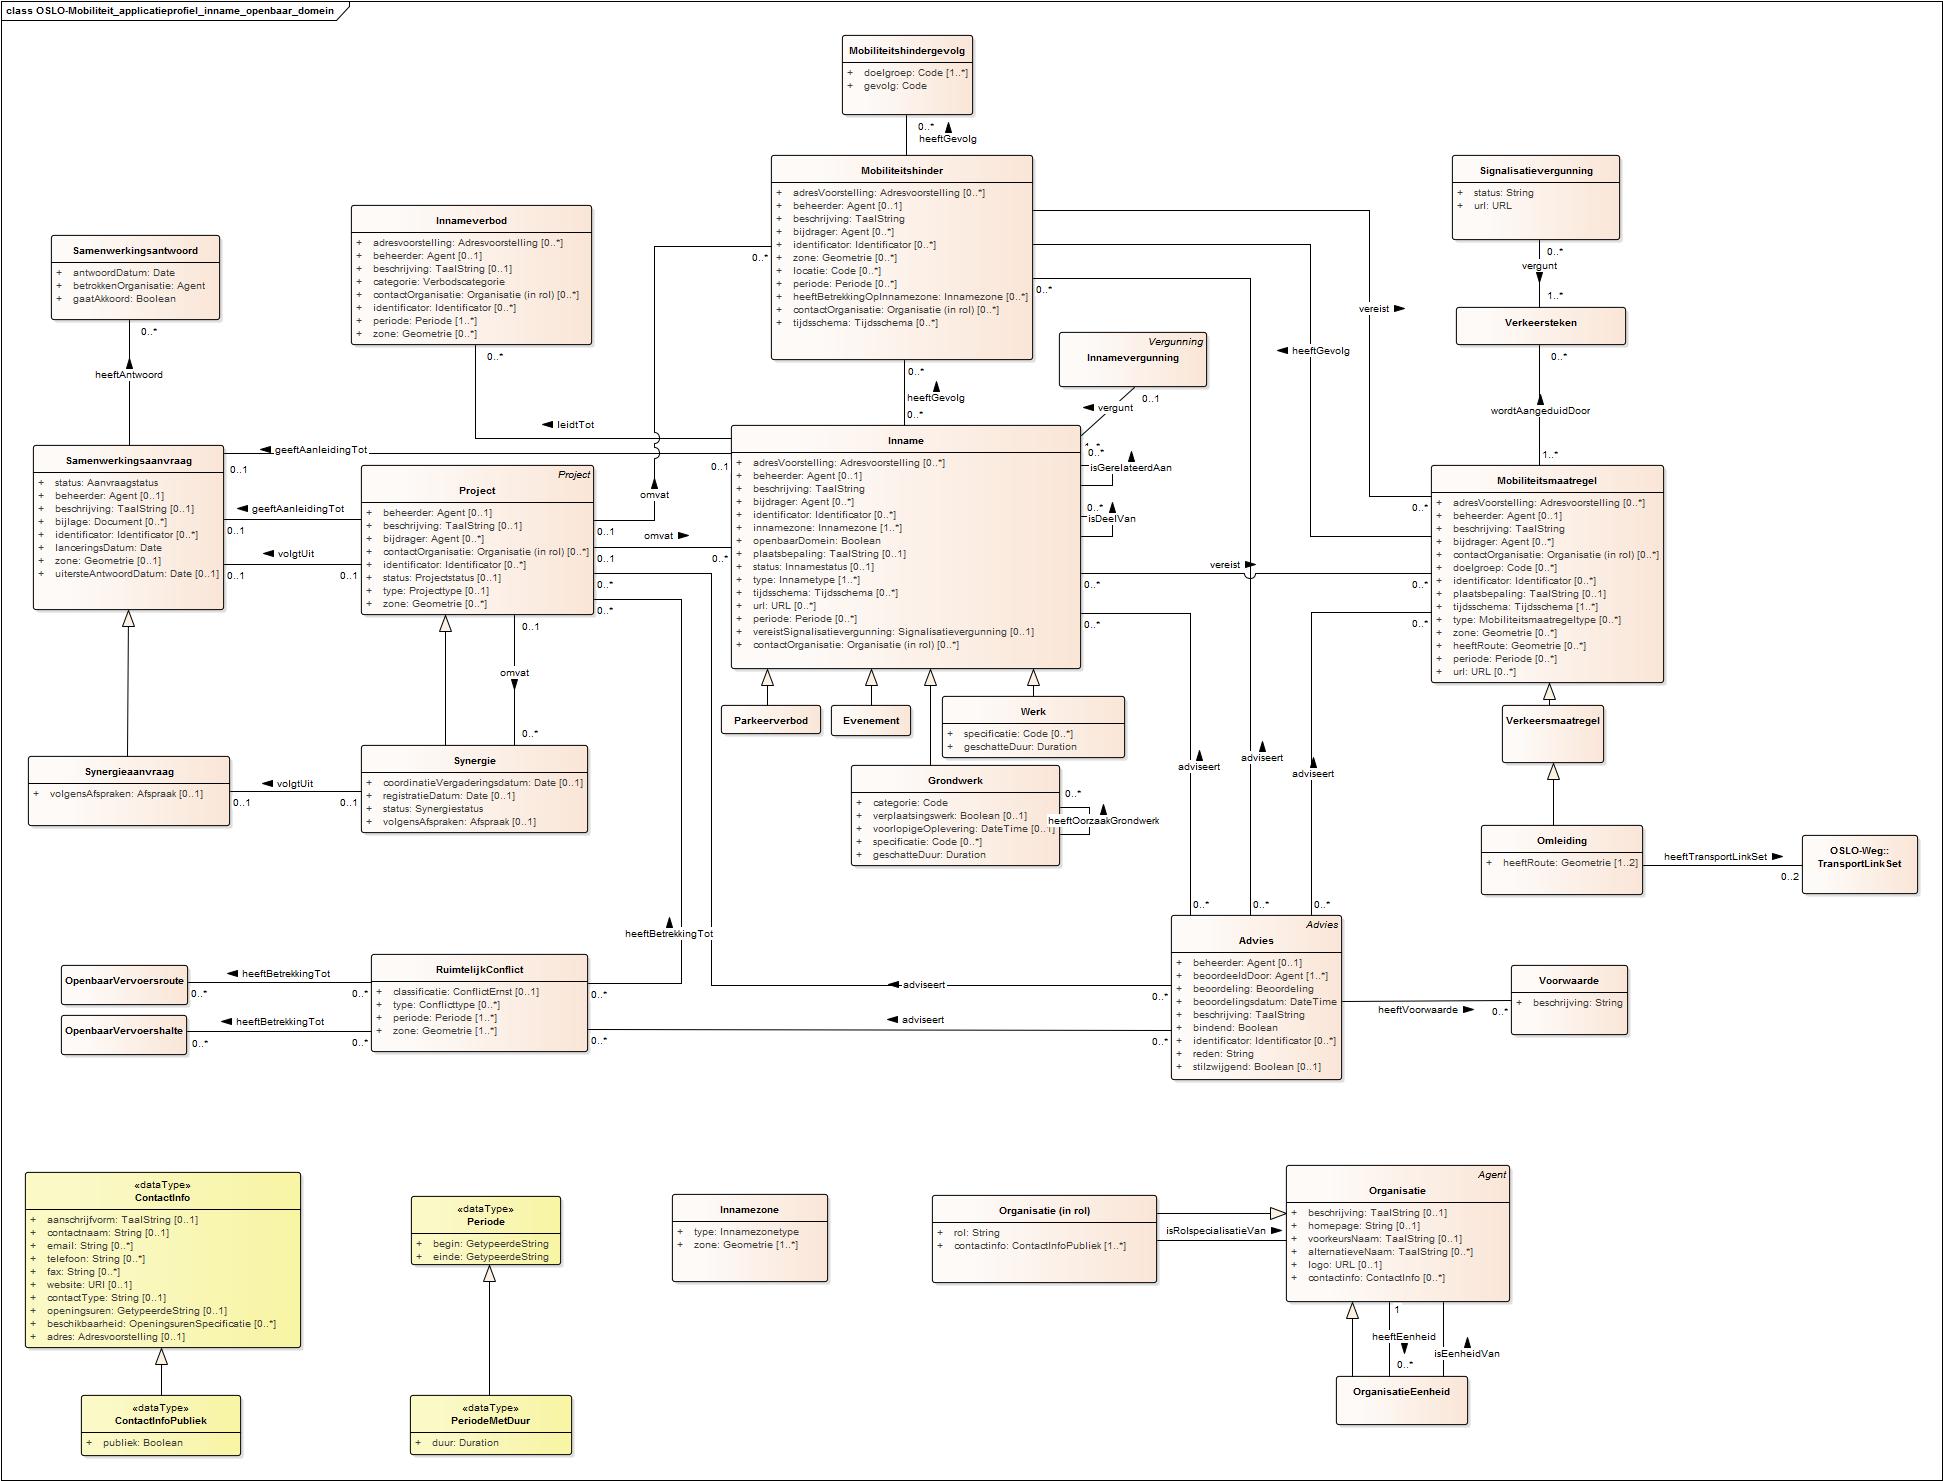 class OSLO-Mobiliteit_applicatieprofiel_inname_openbaar_domein
Mobiliteitshindergevolg
+ doelgroep: Code [1..*]
+ gevolg: Code
0..*
heeftGevolg
Mobiliteitshinder
+ adresVoorstelling: Adresvoorstelling [0..*]
+ beheerder: Agent [0..1]
+ beschrijving: TaalString
+ bijdrager: Agent [0..*]
+ identificator: Identificator [0..*]
+ zone: Geometrie [0..*]
+ locatie: Code [0..*]
+ periode: Periode [0..*]
+ heeftBetrekkingOpInnamezone: Innamezone [0..*]
+ contactOrganisatie: Organisatie (in rol) [0..*]
+ tijdsschema: Tijdsschema [0..*]
0..*
0..*
Signalisatievergunning
+ status: String
+ url: URL
0..*
vergunt
1..*
Verkeersteken
0..*
wordtAangeduidDoor
1..*
Innameverbod
+ adresvoorstelling: Adresvoorstelling [0..*]
+ beheerder: Agent [0..1]
+ beschrijving: TaalString [0..1]
+ categorie: Verbodscategorie
+ contactOrganisatie: Organisatie (in rol) [0..*]
+ identificator: Identificator [0..*]
+ periode: Periode [1..*]
+ zone: Geometrie [0..*]
0..*
leidtTot
Samenwerkingsantwoord
+ antwoordDatum: Date
+ betrokkenOrganisatie: Agent
+ gaatAkkoord: Boolean
0..*
heeftAntwoord
vereist
heeftGevolg
Vergunning
Innamevergunning
0..1
vergunt
1..*
0..*
heeftGevolg
0..*
Samenwerkingsaanvraag
+ status: Aanvraagstatus
+ beheerder: Agent [0..1]
+ beschrijving: TaalString [0..1]
+ bijlage: Document [0..*]
+ identificator: Identificator [0..*]
+ lanceringsDatum: Date
+ zone: Geometrie [0..1]
+ uitersteAntwoordDatum: Date [0..1]
geeftAanleidingTot
0..1
0..1
geeftAanleidingTot
0..1
volgtUit
0..1
0..1
Project
Project
+ beheerder: Agent [0..1]
+ beschrijving: TaalString [0..1]
+ bijdrager: Agent [0..*]
+ contactOrganisatie: Organisatie (in rol) [0..*]
+ identificator: Identificator [0..*]
+ status: Projectstatus [0..1]
+ type: Projecttype [0..1]
+ zone: Geometrie [0..*]
omvat
0..1
omvat
0..1
0..*
0..*
0..*
0..1
omvat
0..*
Inname
+ adresVoorstelling: Adresvoorstelling [0..*]
+ beheerder: Agent [0..1]
+ beschrijving: TaalString
+ bijdrager: Agent [0..*]
+ identificator: Identificator [0..*]
+ innamezone: Innamezone [1..*]
+ openbaarDomein: Boolean
+ plaatsbepaling: TaalString [0..1]
+ status: Innamestatus [0..1]
+ type: Innametype [1..*]
+ tijdsschema: Tijdsschema [0..*]
+ url: URL [0..*]
+ periode: Periode [0..*]
+ vereistSignalisatievergunning: Signalisatievergunning [0..1]
+ contactOrganisatie: Organisatie (in rol) [0..*]
0..*
isGerelateerdAan
0..*
isDeelVan
vereist
0..*
0..*
0..*
Mobiliteitsmaatregel
+ adresVoorstelling: Adresvoorstelling [0..*]
+ beheerder: Agent [0..1]
+ beschrijving: TaalString
+ bijdrager: Agent [0..*]
+ contactOrganisatie: Organisatie (in rol) [0..*]
+ doelgroep: Code [0..*]
+ identificator: Identificator [0..*]
+ plaatsbepaling: TaalString [0..1]
+ tijdsschema: Tijdsschema [1..*]
+ type: Mobiliteitsmaatregeltype [0..*]
+ zone: Geometrie [0..*]
+ heeftRoute: Geometrie [0..*]
+ periode: Periode [0..*]
+ url: URL [0..*]
0..*
0..*
Parkeerverbod
Evenement
Werk
+ specificatie: Code [0..*]
+ geschatteDuur: Duration
Verkeersmaatregel
Synergieaanvraag
+ volgensAfspraken: Afspraak [0..1]
volgtUit
0..1
0..1
Synergie
+ coordinatieVergaderingsdatum: Date [0..1]
+ registratieDatum: Date [0..1]
+ status: Synergiestatus
+ volgensAfspraken: Afspraak [0..1]
Grondwerk
+ categorie: Code
+ verplaatsingswerk: Boolean [0..1]
+ voorlopigeOplevering: DateTime [0..1]
+ specificatie: Code [0..*]
+ geschatteDuur: Duration
0..*
heeftOorzaakGrondwerk
adviseert
adviseert
adviseert
0..*
0..*
0..*
Omleiding
+ heeftRoute: Geometrie [1..2]
heeftTransportLinkSet
0..2
OSLO-Weg::
TransportLinkSet
heeftBetrekkingTot
OpenbaarVervoersroute
heeftBetrekkingTot
0..*
0..*
OpenbaarVervoershalte
heeftBetrekkingTot
0..*
0..*
RuimtelijkConflict
+ classificatie: ConflictErnst [0..1]
+ type: Conflicttype [0..*]
+ periode: Periode [1..*]
+ zone: Geometrie [1..*]
0..*
0..*
adviseert
0..*
adviseert
0..*
Advies
Advies
+ beheerder: Agent [0..1]
+ beoordeeldDoor: Agent [1..*]
+ beoordeling: Beoordeling
+ beoordelingsdatum: DateTime
+ beschrijving: TaalString
+ bindend: Boolean
+ identificator: Identificator [0..*]
+ reden: String
+ stilzwijgend: Boolean [0..1]
heeftVoorwaarde
0..*
Voorwaarde
+ beschrijving: String
«dataType»
ContactInfo
+ aanschrijfvorm: TaalString [0..1]
+ contactnaam: String [0..1]
+ email: String [0..*]
+ telefoon: String [0..*]
+ fax: String [0..*]
+ website: URI [0..1]
+ contactType: String [0..1]
+ openingsuren: GetypeerdeString [0..1]
+ beschikbaarheid: OpeningsurenSpecificatie [0..*]
+ adres: Adresvoorstelling [0..1]
«dataType»
ContactInfoPubliek
+ publiek: Boolean
«dataType»
Periode
+ begin: GetypeerdeString
+ einde: GetypeerdeString
«dataType»
PeriodeMetDuur
+ duur: Duration
Innamezone
+ type: Innamezonetype
+ zone: Geometrie [1..*]
Organisatie (in rol)
+ rol: String
+ contactinfo: ContactInfoPubliek [1..*]
isRolspecialisatieVan
Agent
Organisatie
+ beschrijving: TaalString [0..1]
+ homepage: String [0..1]
+ voorkeursNaam: TaalString [0..1]
+ alternatieveNaam: TaalString [0..*]
+ logo: URL [0..1]
+ contactinfo: ContactInfo [0..*]
1
heeftEenheid
0..*
isEenheidVan
OrganisatieEenheid